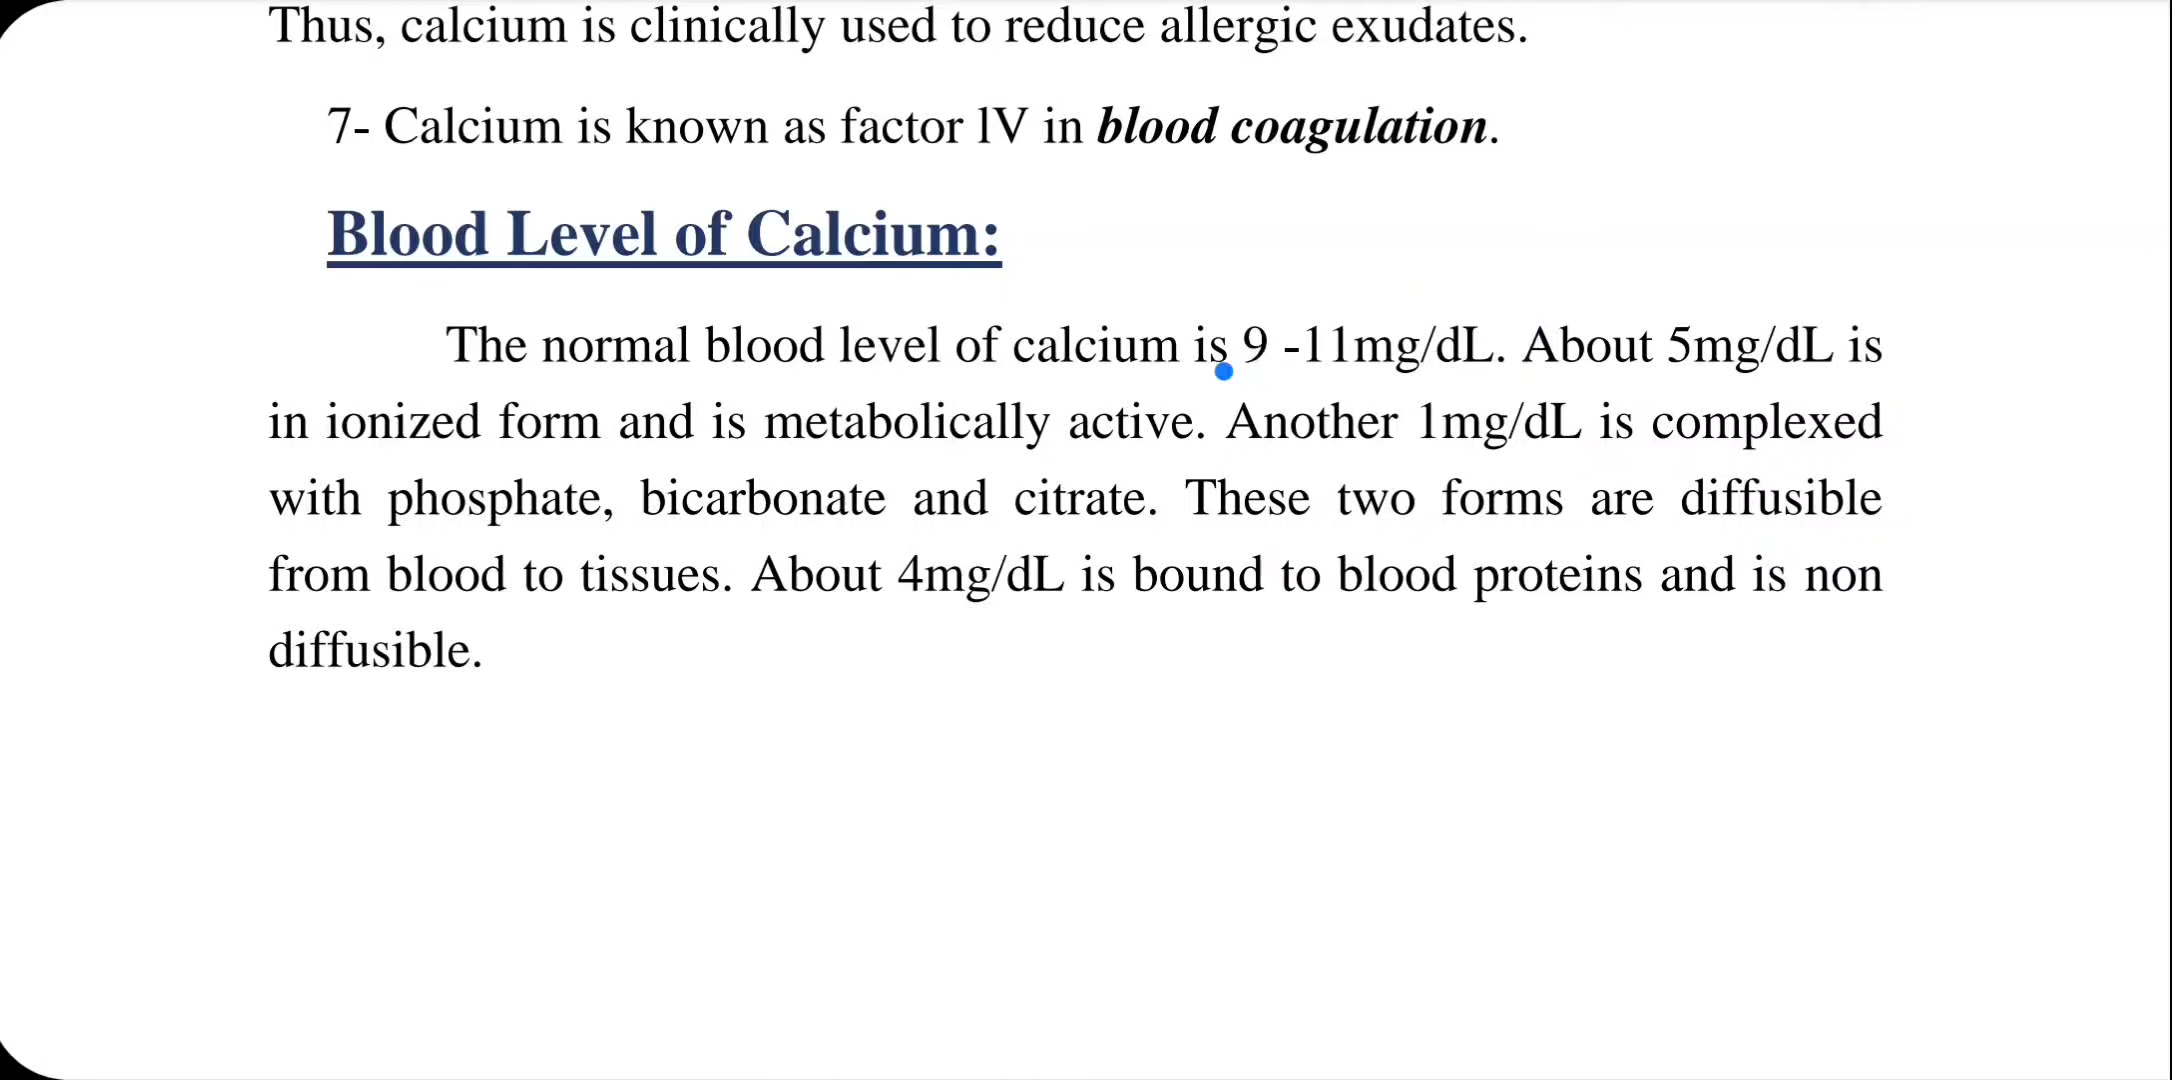 Thus, calcium is clinically used to reduce allergic exudates.
7- Calcium is known as factor lV in blood coagulation.
Blood Level of Calcium:
The normal blood level of calcium is 9 -11mg/dL. About 5mg/dL is
in ionized form and is metabolically active. Another 1mg/dL is complexed
with phosphate, bicarbonate and citrate. These two forms are diffusible
from blood to tissues. About 4mg/dL is bound to blood proteins and is non
diffusible.